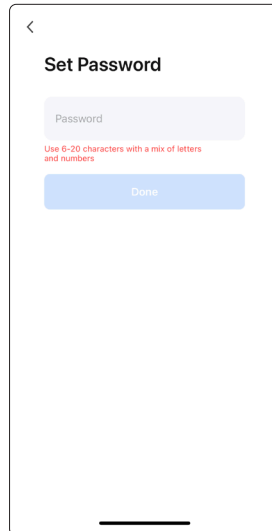 Set Password
Password
Use 6-20 characters with a mix of letters
and numbers
Done